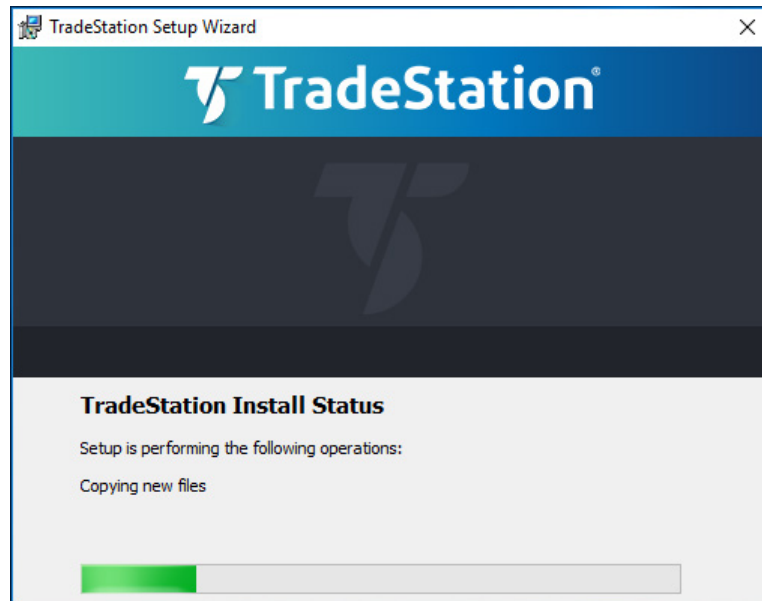 TradeStation Setup Wizard
TradeStation®
TradeStation Install Status
Setup is performing the following operations:
Copying new files